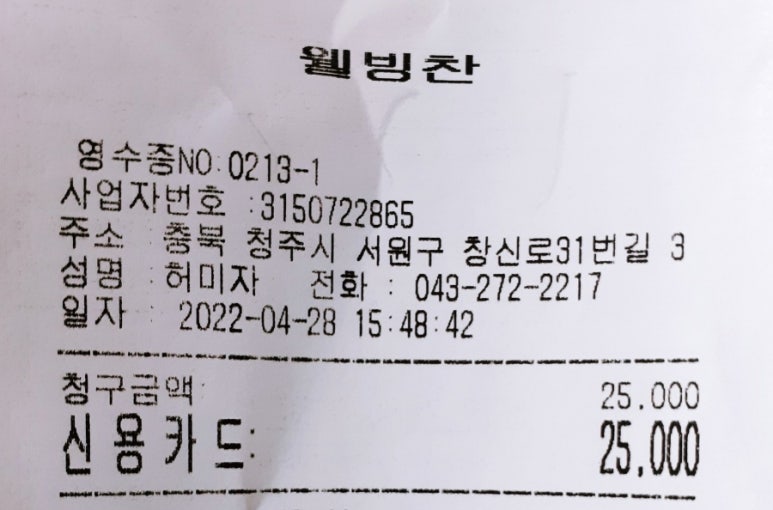 웰빙찬
영수증NO:0213-1
사업자번호 :3150722865
주소 : 충북 청주시 서원구 창신로31번길 3
성명 : 허미자 전화 : 043-272-2217
일자 : 2022-04-28 15:48:42
청구금액: 25,000
신용카드: 25,000